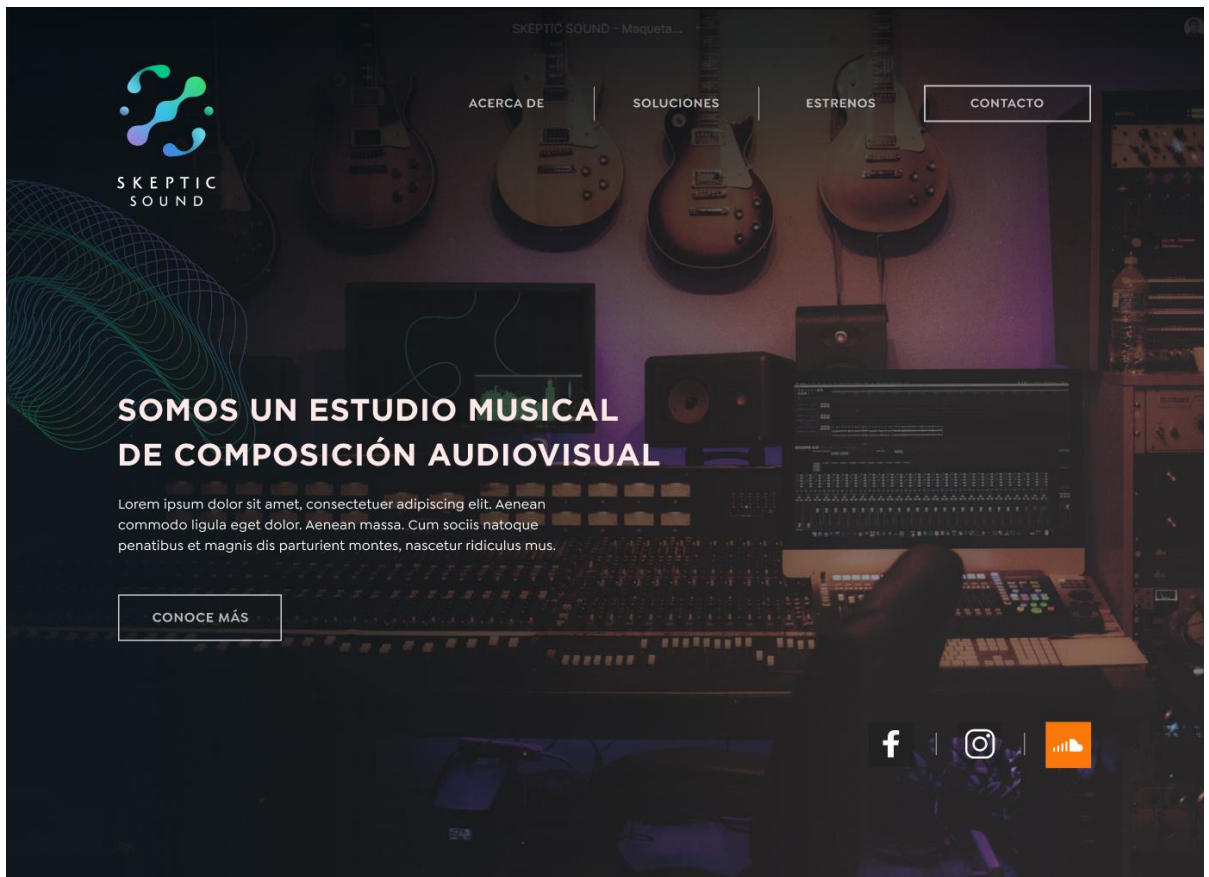 SKEPTIC SOUND - Maqueta...
ACERCA DE
SOLUCIONES
ESTRENOS
CONTACTO
SKEPTIC
SOUND
SOMOS UN ESTUDIO MUSICAL
DE COMPOSICIÓN AUDIOVISUAL
Lorem ipsum dolor sit amet, consectetuer adipiscing elit. Aenean
commodo ligula eget dolor. Aenean massa. Cum sociis natoque
penatibus et magnis dis parturient montes, nascetur ridiculus mus.
CONOCE MÁS